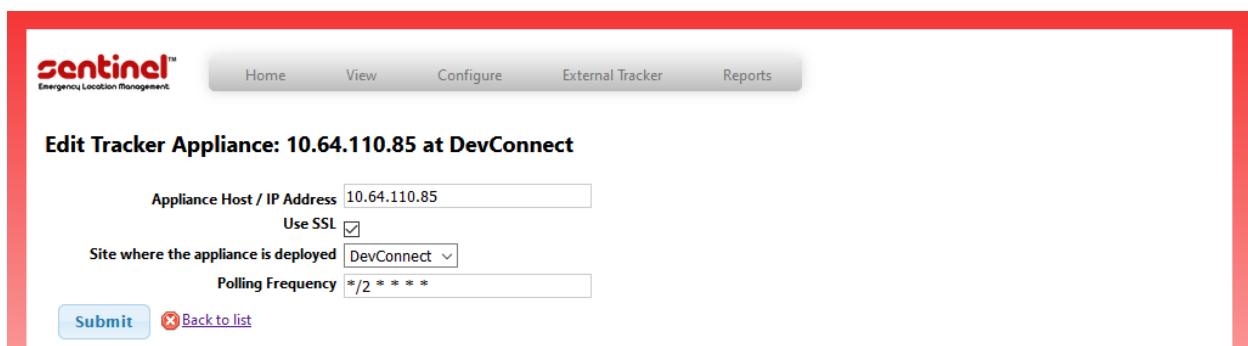 sentinel™
Emergency Location Management
Home View Configure External Tracker Reports
Edit Tracker Appliance: 10.64.110.85 at DevConnect
Appliance Host / IP Address 10.64.110.85
Use SSL
Site where the appliance is deployed DevConnect
Polling Frequency */2 * * * *
Submit Back to list